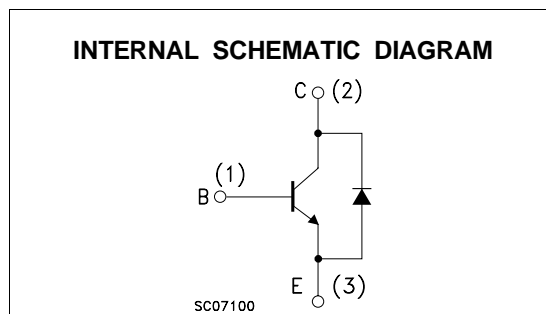 INTERNAL SCHEMATIC DIAGRAM
C (2)
(1)
B
E (3)
SC07100